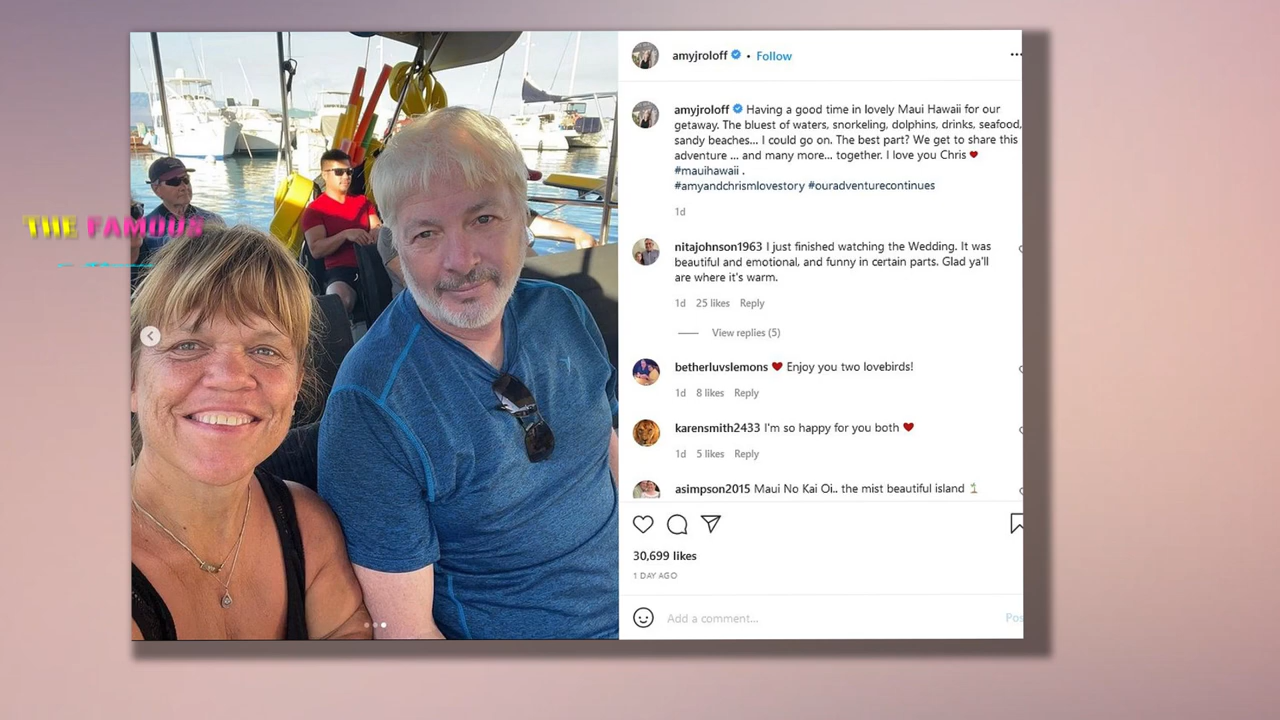 THE FAMOUS
amyjroloff • Follow
amyjroloff Having a good time in lovely Maui Hawaii for our
getaway. The bluest of waters, snorkeling, dolphins, drinks, seafood,
sandy beaches... I could go on. The best part? We get to share this
adventure ... and many more... together. I love you Chris ❤
#mauihawaii .
#amyandchrismlovestory #ouradventurecontinues
1d
nitajohnson1963 I just finished watching the Wedding. It was
beautiful and emotional, and funny in certain parts. Glad ya'll
are where it's warm.
1d 25 likes Reply
View replies (5)
betherluvslemons ❤ Enjoy you two lovebirds!
1d 8 likes Reply
karensmith2433 I'm so happy for you both ❤
1d 5 likes Reply
asimpson2015 Maui No Kai Oi.. the mist beautiful island 🏝
30,699 likes
1 DAY AGO
Add a comment... Pos